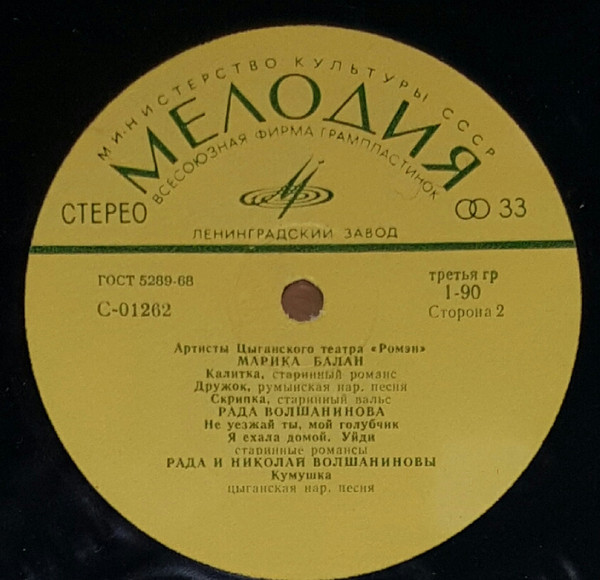 МИНИСТЕРСТВО КУЛЬТУРЫ СССР
МЕЛОДИЯ
ВСЕСОЮЗНАЯ ФИРМА ГРАМПЛАСТИНОК
СТЕРЕО
33
ЛЕНИНГРАДСКИЙ ЗАВОД
ГОСТ 5289-68
С-01262
третья гр
1-90
Сторона 2
Артисты Цыганского театра «Ромэн»
МАРИКА БАЛАН
Калитка, старинный романс
Дружок, румынская нар. песня
Скрипка, старинный вальс
РАДА ВОЛШАНИНОВА
Не уезжай ты, мой голубчик
Я ехала домой. Уйди
старинные романсы
РАДА И НИКОЛАЙ ВОЛШАНИНОВЫ
Кумушка
цыганская нар. песня